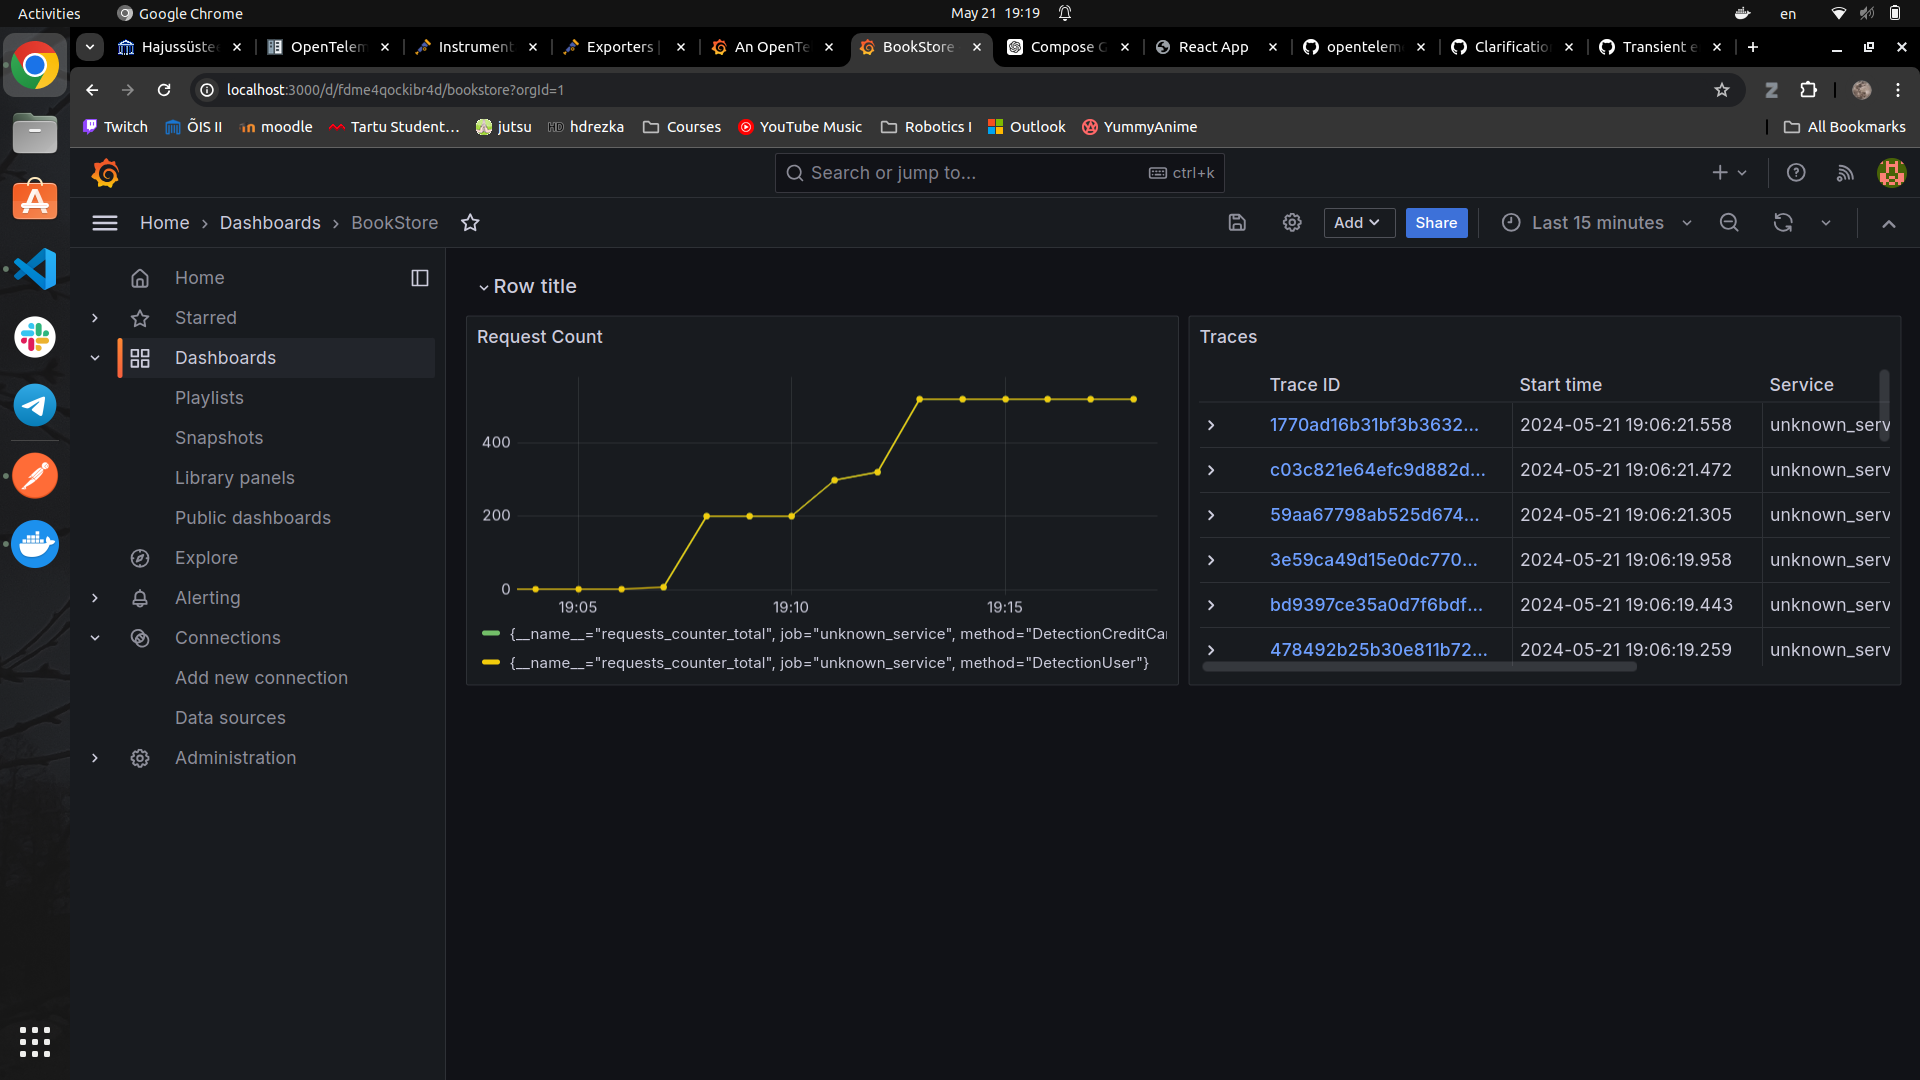 Activities
Google Chrome
May 21 19:19
en
Hajussüste
OpenTelem
Instrument
Exporters
An OpenTe
BookStore
Compose G
React App
opentelem
Clarificatio
Transient e
localhost:3000/d/fdme4qockibr4d/bookstore?orgId=1
Twitch
ÕIS II
moodle
Tartu Student...
jutsu
HD hdrezka
Courses
YouTube Music
Robotics I
Outlook
YummyAnime
All Bookmarks
Search or jump to...
ctrl+k
Home › Dashboards › BookStore
Add
Share
Last 15 minutes
Home
Starred
Dashboards
Playlists
Snapshots
Library panels
Public dashboards
Explore
Alerting
Connections
Add new connection
Data sources
Administration
Row title
Request Count
400
200
0
19:05
19:10
19:15
{__name__="requests_counter_total", job="unknown_service", method="DetectionCreditCar
{__name__="requests_counter_total", job="unknown_service", method="DetectionUser"}
Traces
Trace ID Start time Service
1770ad16b31bf3b3632... 2024-05-21 19:06:21.558 unknown_serv
c03c821e64efc9d882d... 2024-05-21 19:06:21.472 unknown_serv
59aa67798ab525d674... 2024-05-21 19:06:21.305 unknown_serv
3e59ca49d15e0dc770... 2024-05-21 19:06:19.958 unknown_serv
bd9397ce35a0d7f6bdf... 2024-05-21 19:06:19.443 unknown_serv
478492b25b30e811b72... 2024-05-21 19:06:19.259 unknown_serv